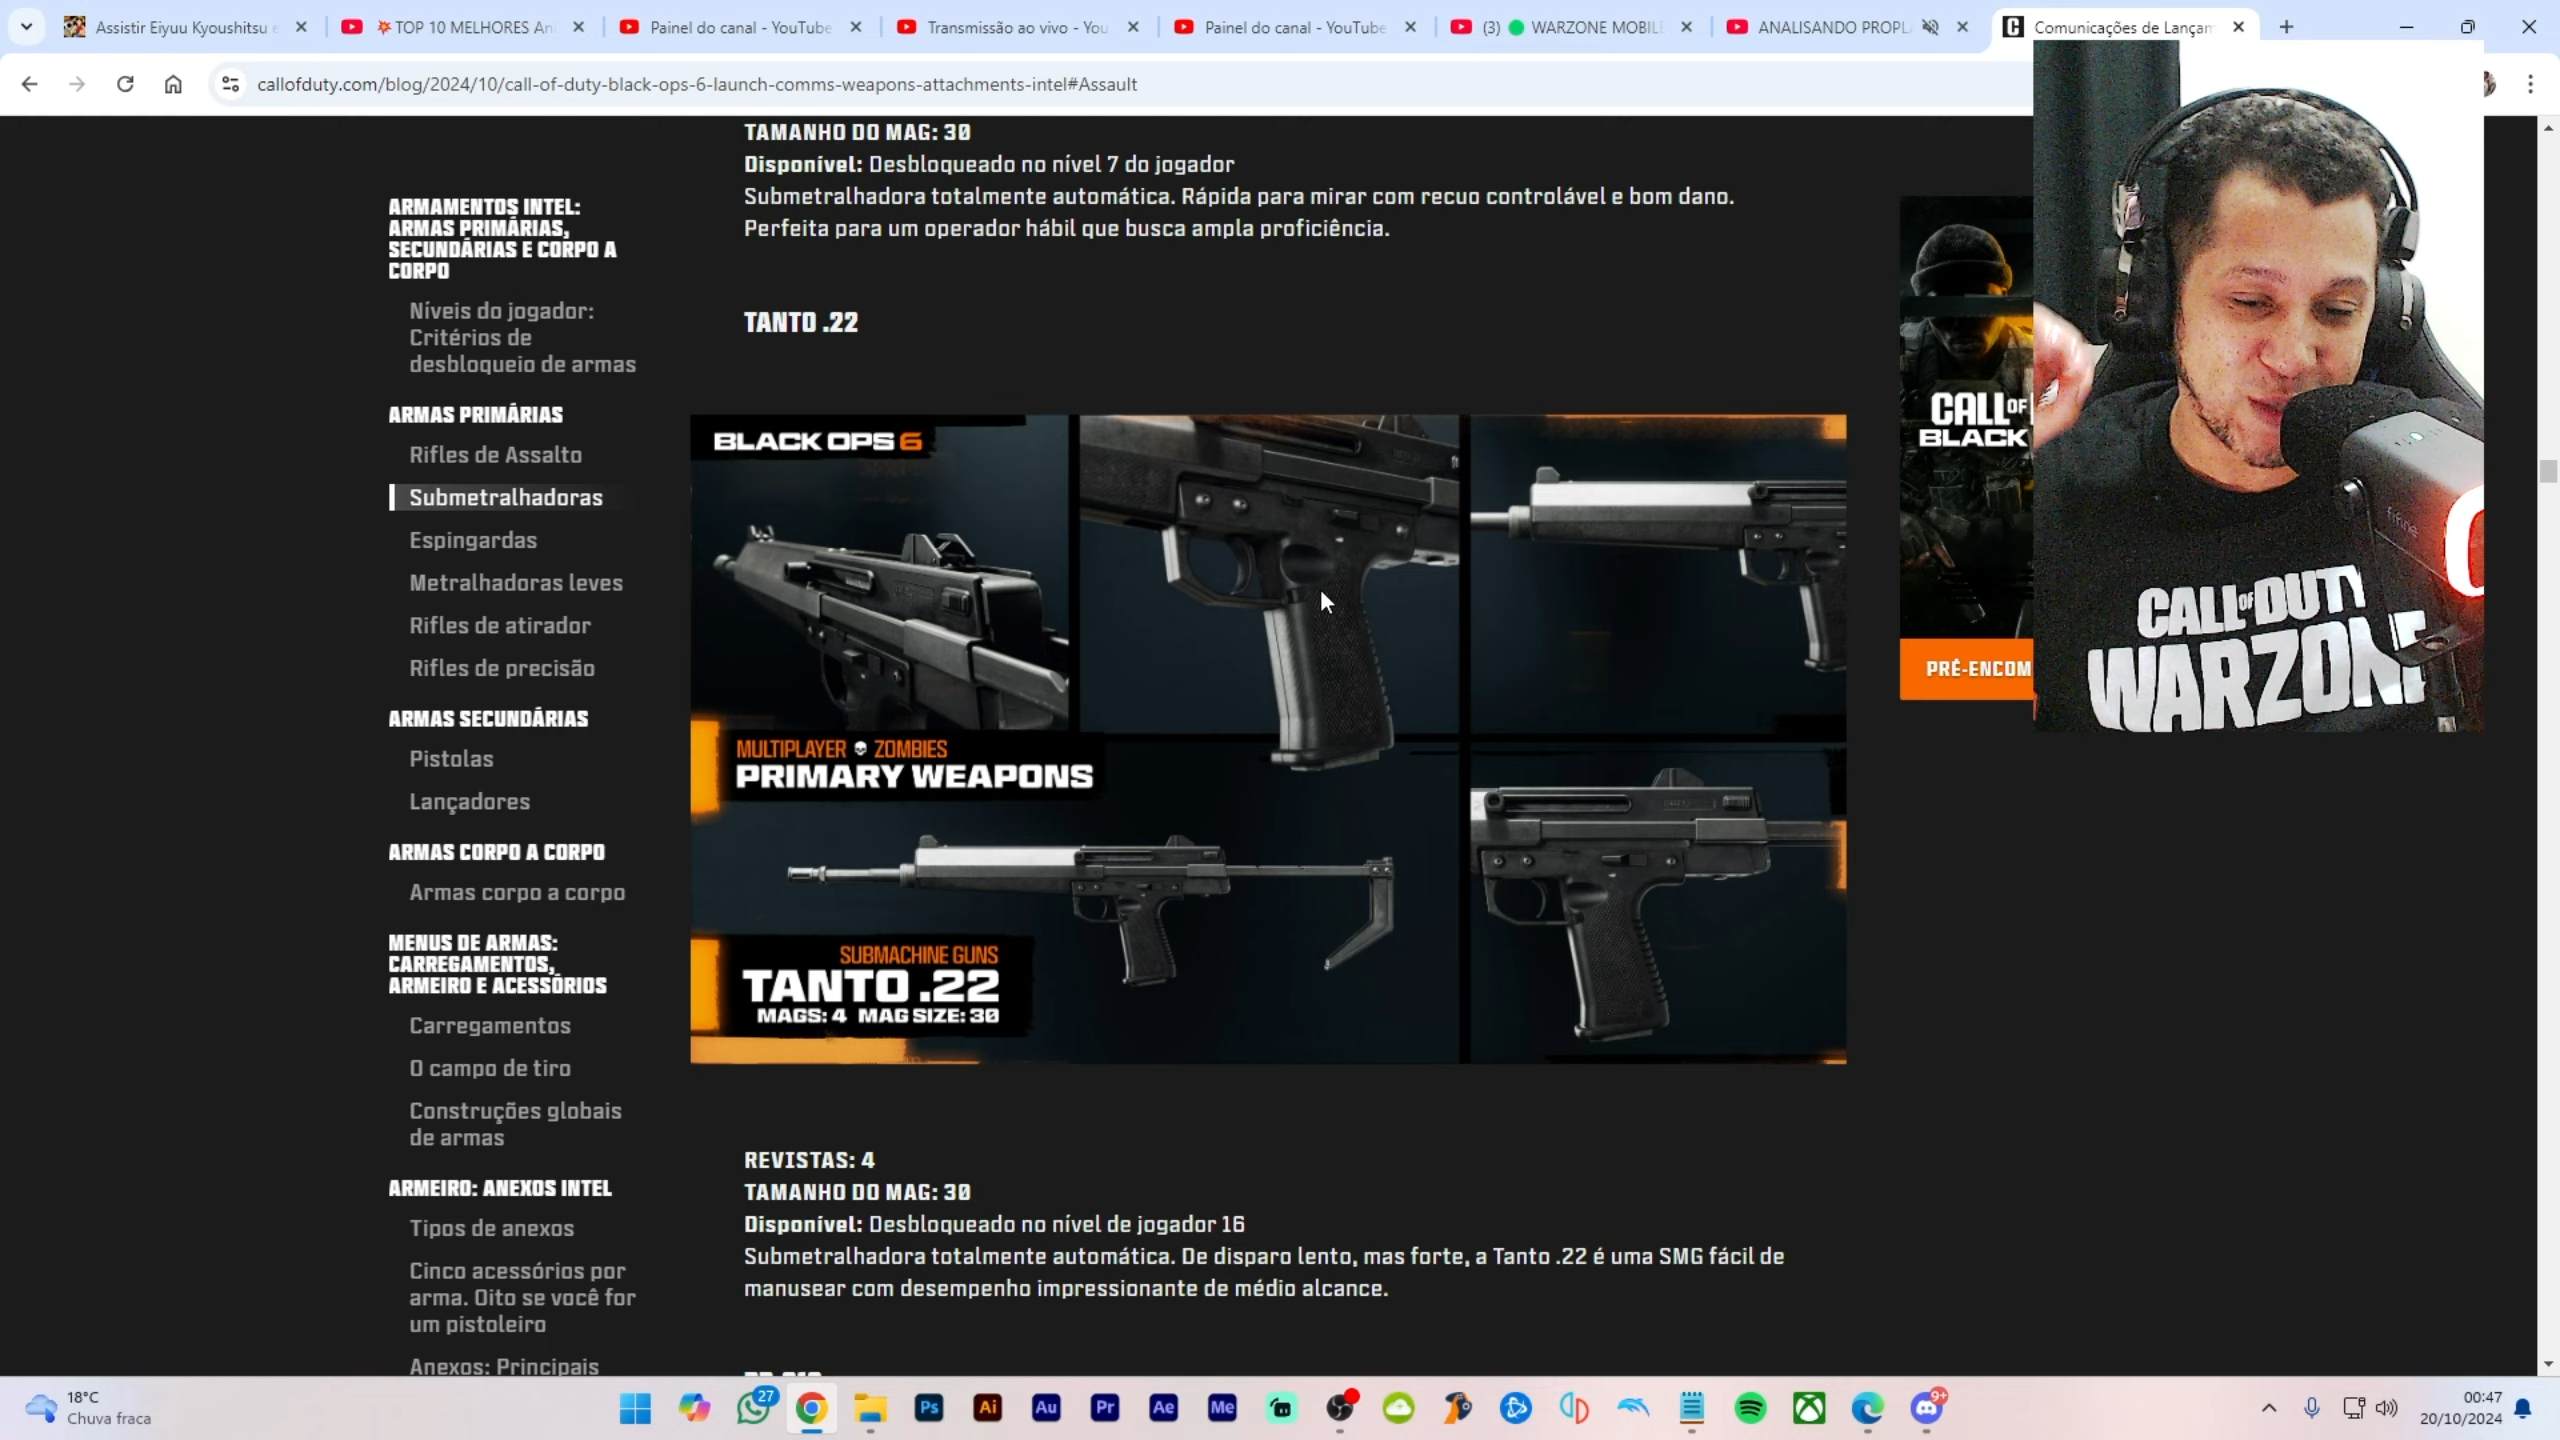 Assistir Eiyuu Kyoushitsu e
TOP 10 MELHORES An
Painel do canal - YouTube
Transmissão ao vivo - You
Painel do canal - YouTube
(3) WARZONE MOBIL
ANALISANDO PROPL
Comunicações de Lançam
callofduty.com/blog/2024/10/call-of-duty-black-ops-6-launch-comms-weapons-attachments-intel#Assault
ARMAMENTOS INTEL:
ARMAS PRIMÁRIAS,
SECUNDÁRIAS E CORPO A
CORPO
Níveis do jogador:
Critérios de
desbloqueio de armas
ARMAS PRIMÁRIAS
Rifles de Assalto
Submetralhadoras
Espingardas
Metralhadoras leves
Rifles de atirador
Rifles de precisão
ARMAS SECUNDÁRIAS
Pistolas
Lançadores
ARMAS CORPO A CORPO
Armas corpo a corpo
MENUS DE ARMAS:
CARREGAMENTOS,
ARMEIRO E ACESSÓRIOS
Carregamentos
O campo de tiro
Construções globais
de armas
ARMEIRO: ANEXOS INTEL
Tipos de anexos
Cinco acessórios por
arma. Oito se você for
um pistoleiro
Anexos: Principais
TAMANHO DO MAG: 30
Disponível: Desbloqueado no nível 7 do jogador
Submetralhadora totalmente automática. Rápida para mirar com recuo controlável e bom dano.
Perfeita para um operador hábil que busca ampla proficiência.
TANTO .22
BLACK OPS 6
MULTIPLAYER ZOMBIES
PRIMARY WEAPONS
SUBMACHINE GUNS
TANTO .22
MAGS: 4 MAG SIZE: 30
REVISTAS: 4
TAMANHO DO MAG: 30
Disponível: Desbloqueado no nível de jogador 16
Submetralhadora totalmente automática. De disparo lento, mas forte, a Tanto .22 é uma SMG fácil de
manusear com desempenho impressionante de médio alcance.
CALL OF
BLACK
PRÉ-ENCOM
fifine
CALL OF DUTY
WARZONE
18°C
Chuva fraca
27
Ps
Ai
Au
Pr
Ae
Me
9+
00:47
20/10/2024